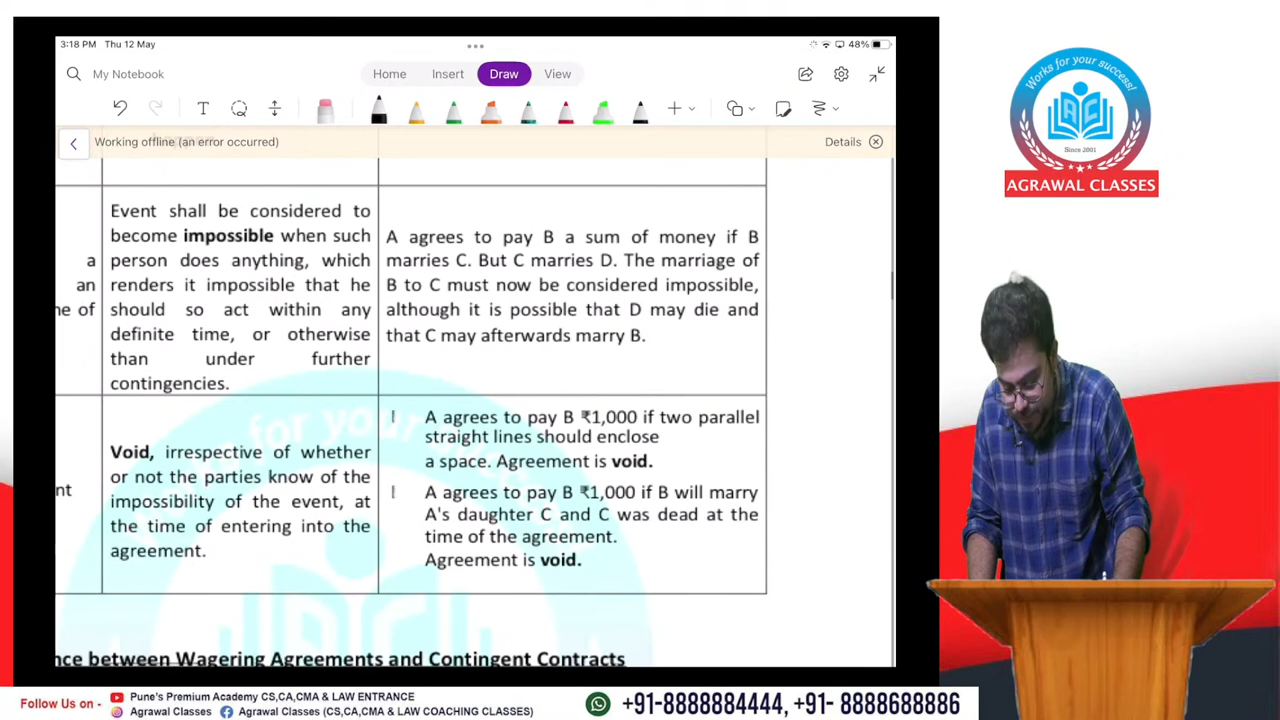 3:18 PM Thu 12 May
48%
My Notebook
Home Insert Draw View
Working offline (an error occurred)
Details
Event shall be considered to
become impossible when such
person does anything, which
renders it impossible that he
should so act within any
definite time, or otherwise
than under further
contingencies.
a
an
ne of
A agrees to pay B a sum of money if B
marries C. But C marries D. The marriage of
B to C must now be considered impossible,
although it is possible that D may die and
that C may afterwards marry B.
nt
Void, irrespective of whether
or not the parties know of the
impossibility of the event, at
the time of entering into the
agreement.
A agrees to pay B ₹1,000 if two parallel
straight lines should enclose
a space. Agreement is void.
A agrees to pay B ₹1,000 if B will marry
A's daughter C and C was dead at the
time of the agreement.
Agreement is void.
nce between Wagering Agreements and Contingent Contracts
Works for your success!
AC
Since 2001
AGRAWAL CLASSES
Works for your
Follow Us on -
Pune's Premium Academy CS,CA,CMA & LAW ENTRANCE
Agrawal Classes
Agrawal Classes (CS,CA,CMA & LAW COACHING CLASSES)
+91-8888884444, +91- 8888688886